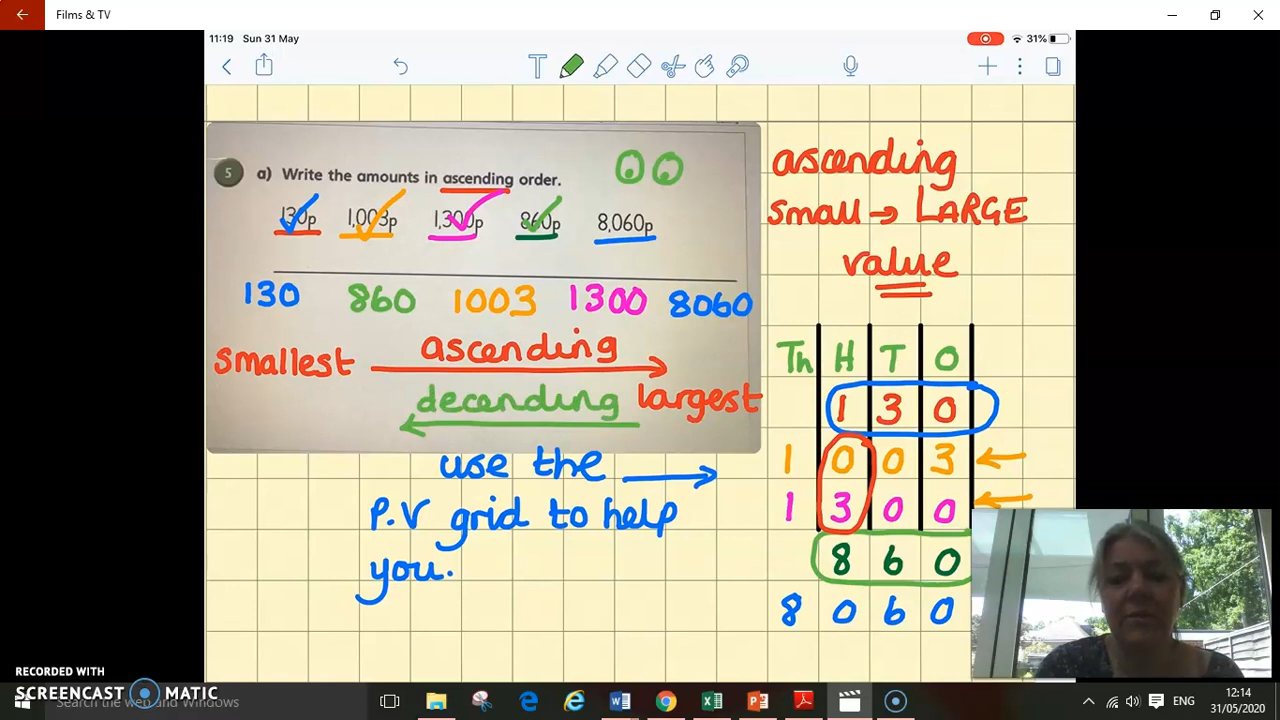 Films & TV
11:19 Sun 31 May
31%
T
5 a) Write the amounts in ascending order.
130p 1,003p 1,300p 860p 8,060p
130 860 1003 1300 8060
smallest ascending
decending largest
use the
P.V grid to help
you.
ascending
small → LARGE
value
Th H T O
1 3 0
1 0 0 3
1 3 0 0
8 6 0
8 0 6 0
RECORDED WITH
SCREENCAST MATIC
Search the web and Windows
ENG
12:14
31/05/2020